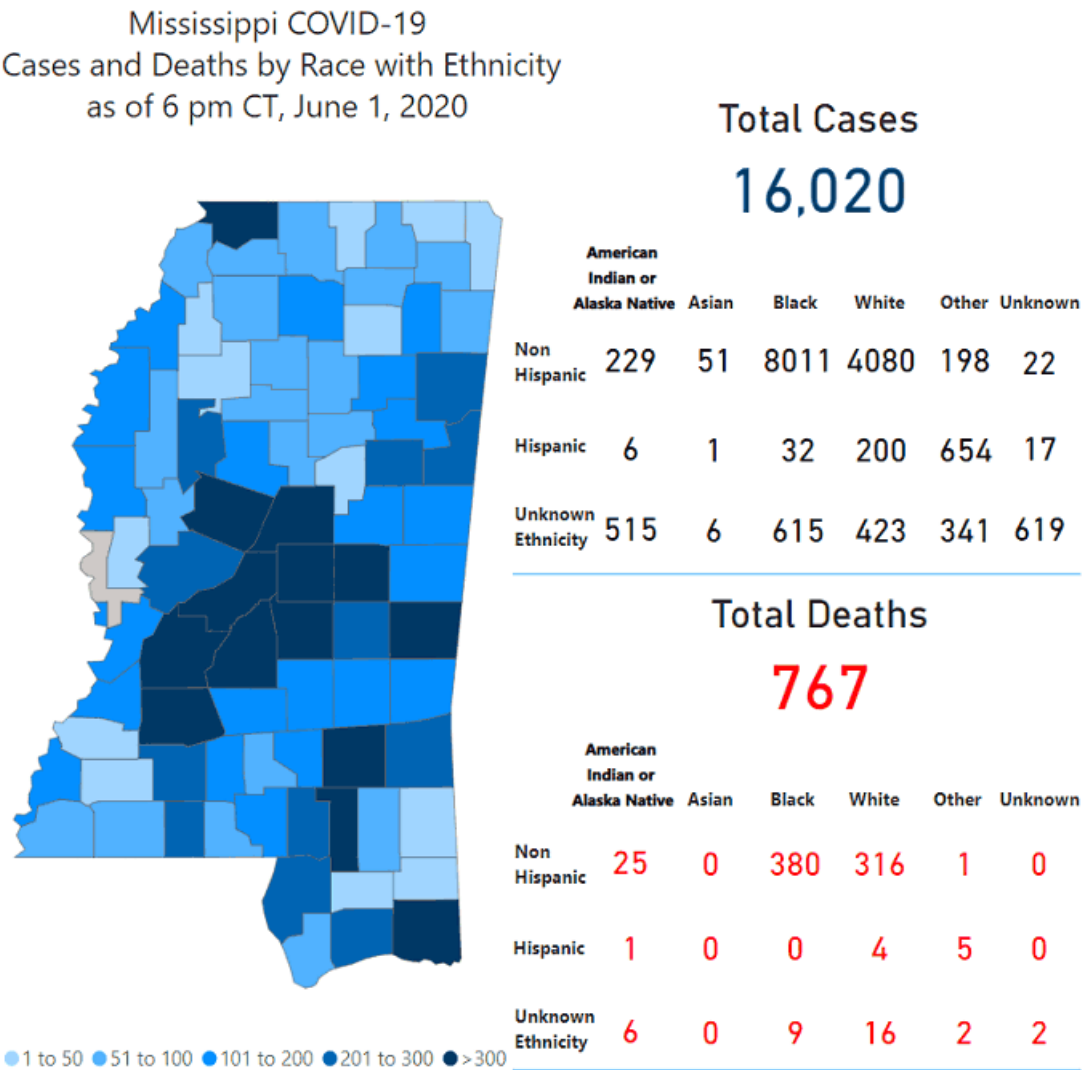 Mississippi COVID-19
Cases and Deaths by Race with Ethnicity
as of 6 pm CT, June 1, 2020
Total Cases
16,020
American
Indian or
Alaska Native Asian Black White Other Unknown
Non
Hispanic 229 51 8011 4080 198 22
Hispanic 6 1 32 200 654 17
Unknown
Ethnicity 515 6 615 423 341 619
Total Deaths
767
American
Indian or
Alaska Native Asian Black White Other Unknown
Non
Hispanic 25 0 380 316 1 0
Hispanic 1 0 0 4 5 0
Unknown
Ethnicity 6 0 9 16 2 2
1 to 50 51 to 100 101 to 200 201 to 300 >300